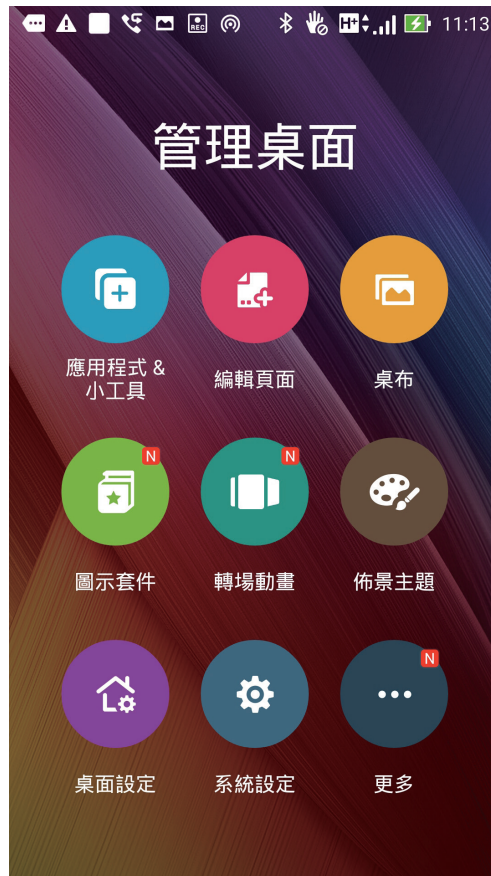 REC
H+
11:13
管理桌面
應用程式 &
小工具
編輯頁面
桌布
N
N
圖示套件
轉場動畫
佈景主題
N
桌面設定
系統設定
更多